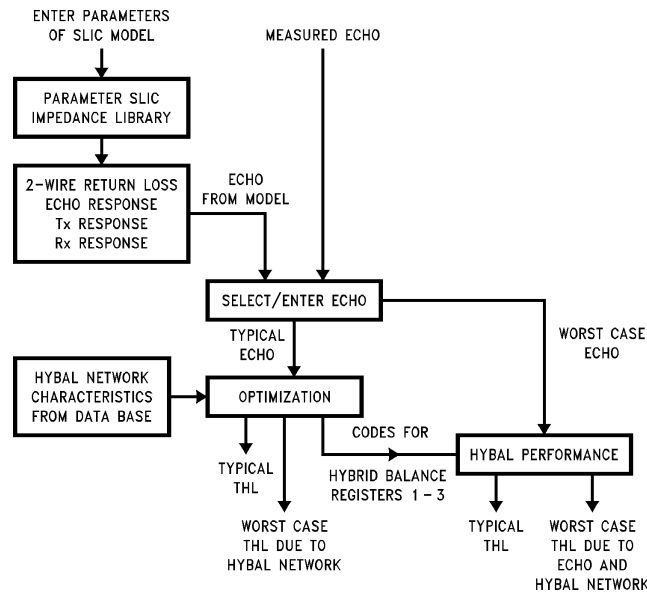 ENTER PARAMETERS
OF SLIC MODEL
MEASURED ECHO
PARAMETER SLIC
IMPEDANCE LIBRARY
2-WIRE RETURN LOSS
ECHO RESPONSE
Tx RESPONSE
Rx RESPONSE
ECHO
FROM MODEL
SELECT/ENTER ECHO
TYPICAL
ECHO
WORST CASE
ECHO
HYBAL NETWORK
CHARACTERISTICS
FROM DATA BASE
OPTIMIZATION
CODES FOR
HYBRID BALANCE
REGISTERS 1-3
HYBAL PERFORMANCE
TYPICAL
THL
WORST CASE
THL DUE TO
HYBAL NETWORK
TYPICAL
THL
WORST CASE
THL DUE TO
ECHO AND
HYBAL NETWORK